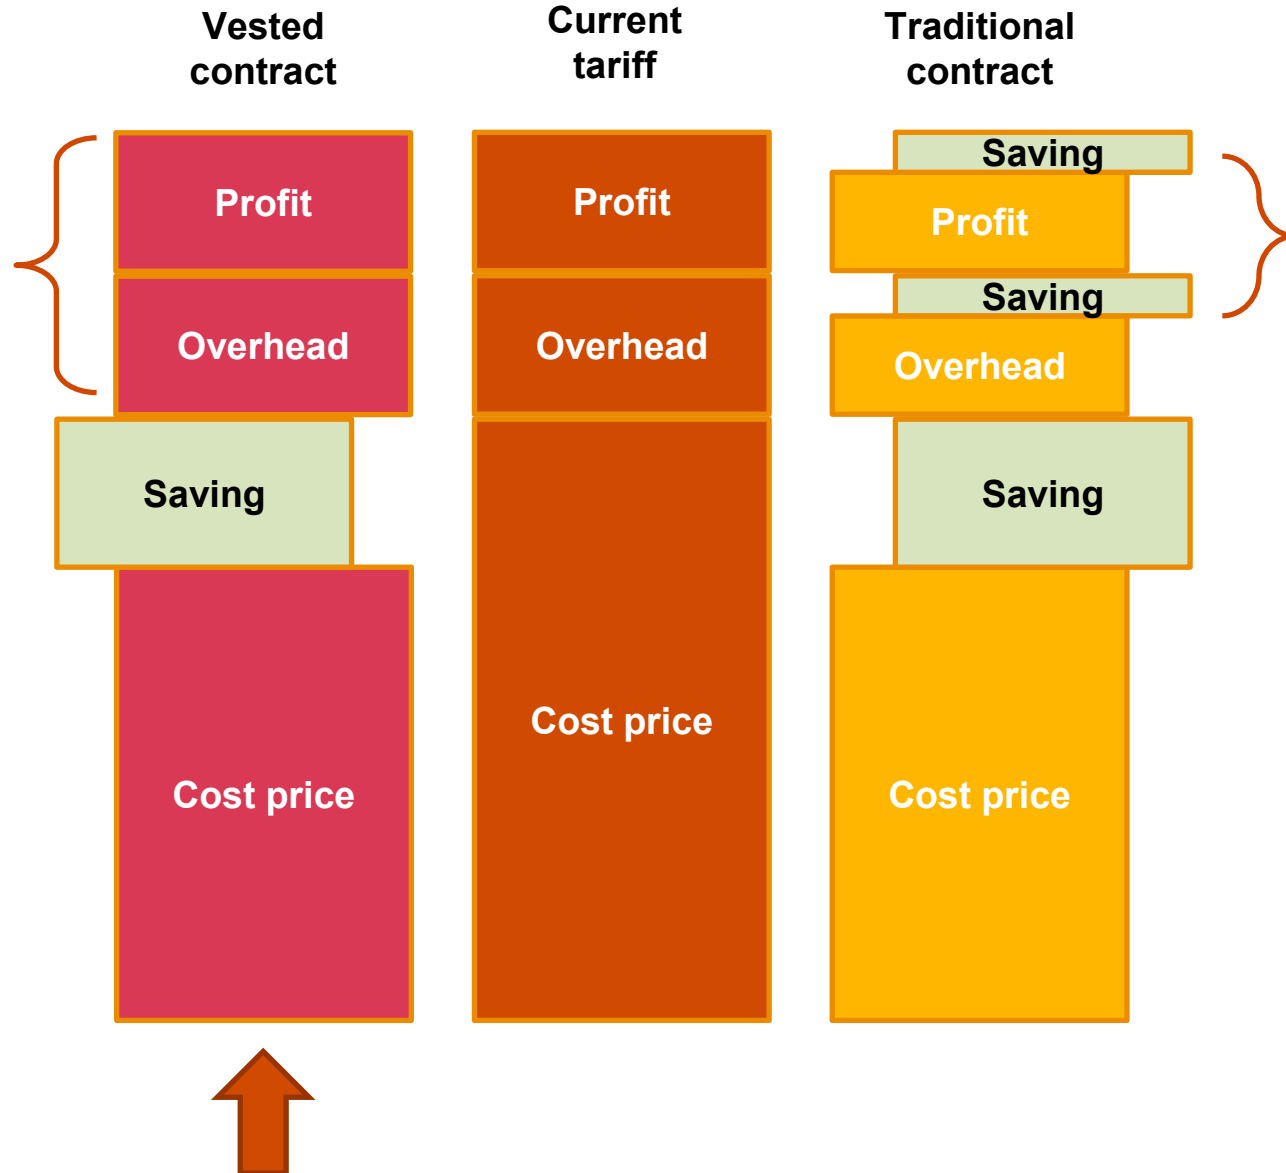 Vested
contract
Current
tariff
Traditional
contract
Profit
Overhead
Saving
Cost price
Profit
Overhead
Cost price
Saving
Profit
Saving
Overhead
Saving
Cost price